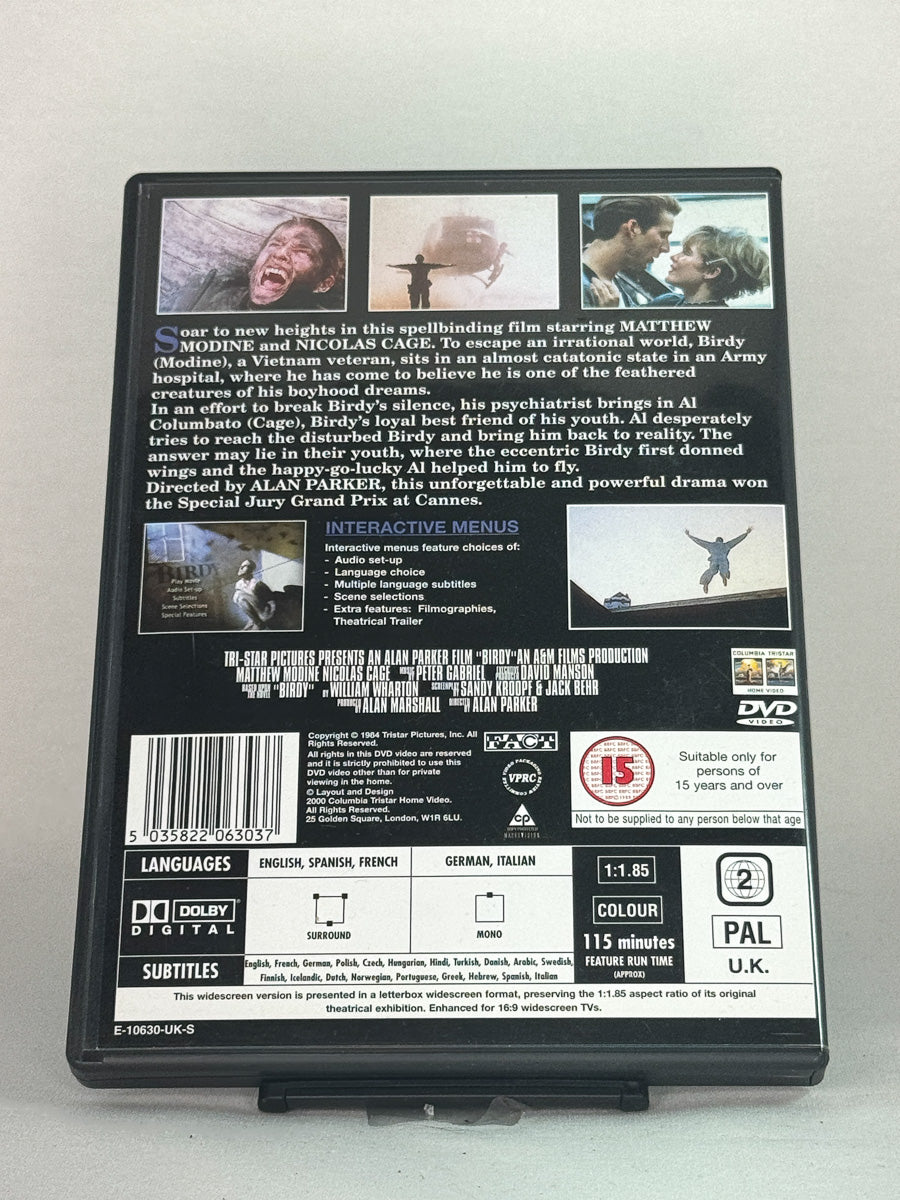 Soar to new heights in this spellbinding film starring MATTHEW
MODINE and NICOLAS CAGE. To escape an irrational world, Birdy
(Modine), a Vietnam veteran, sits in an almost catatonic state in an Army
hospital, where he has come to believe he is one of the feathered
creatures of his boyhood dreams.
In an effort to break Birdy's silence, his psychiatrist brings in Al
Columbato (Cage), Birdy's loyal best friend of his youth. Al desperately
tries to reach the disturbed Birdy and bring him back to reality. The
answer may lie in their youth, where the eccentric Birdy first donned
wings and the happy-go-lucky Al helped him to fly.
Directed by ALAN PARKER, this unforgettable and powerful drama won
the Special Jury Grand Prix at Cannes.
BIRDY
Play Movie
Audio Set-up
Subtitles
Scene Selections
Special Features
INTERACTIVE MENUS
Interactive menus feature choices of:
- Audio set-up
- Language choice
- Multiple language subtitles
- Scene selections
- Extra features: Filmographies,
Theatrical Trailer
TRI-STAR PICTURES PRESENTS AN ALAN PARKER FILM "BIRDY" AN A&M FILMS PRODUCTION
MATTHEW MODINE NICOLAS CAGE MUSIC BY PETER GABRIEL EXECUTIVE PRODUCER DAVID MANSON
BASED UPON THE NOVEL "BIRDY" BY WILLIAM WHARTON SCREENPLAY BY SANDY KROOPF & JACK BEHR
PRODUCED BY ALAN MARSHALL DIRECTED BY ALAN PARKER
COLUMBIA TRISTAR
HOME VIDEO
DVD
VIDEO
5 035822 063037
Copyright © 1984 Tristar Pictures, Inc. All
Rights Reserved.
All rights in this DVD video are reserved
and it is strictly prohibited to use this
DVD video other than for private
viewing in the home.
© Layout and Design
2000 Columbia Tristar Home Video.
All Rights Reserved.
25 Golden Square, London, W1R 6LU.
FACT
VPRC
cp
MACROVISION
15
Suitable only for
persons of
15 years and over
Not to be supplied to any person below that age
LANGUAGES
ENGLISH, SPANISH, FRENCH
GERMAN, ITALIAN
DOLBY
DIGITAL
SURROUND
MONO
SUBTITLES
English, French, German, Polish, Czech, Hungarian, Hindi, Turkish, Danish, Arabic, Swedish,
Finnish, Icelandic, Dutch, Norwegian, Portuguese, Greek, Hebrew, Spanish, Italian
1:1.85
COLOUR
115 minutes
FEATURE RUN TIME
(APPROX)
2
PAL
U.K.
This widescreen version is presented in a letterbox widescreen format, preserving the 1:1.85 aspect ratio of its original
theatrical exhibition. Enhanced for 16:9 widescreen TVs.
E-10630-UK-S